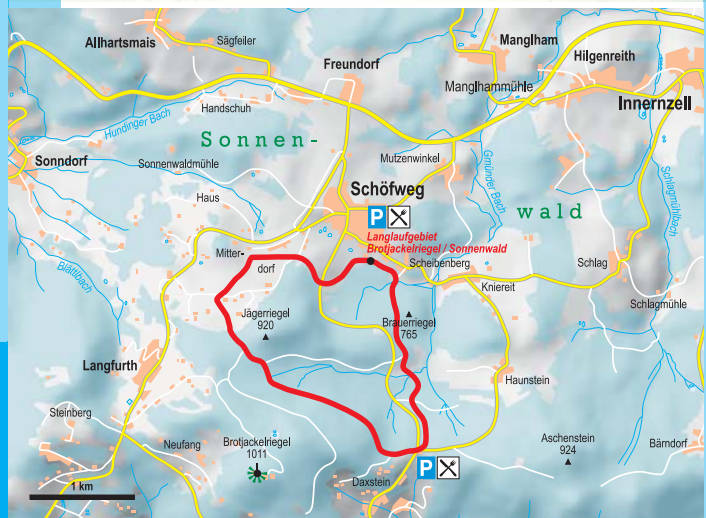 Allhartsmais
Sägfeiler
Freundorf
Manglham
Hilgenreith
Manglhammühle
Innernzell
Handschuh
Hundinger Bach
Sonnen-
Sonndorf
Sonnenwaldmühle
Mutzenwinkel
Gmünder Bach
Schlagmühlbach
Haus
Schöfweg
wald
P
Langlaufgebiet
Brotjackelriegel / Sonnenwald
Mitter-
dorf
Scheibenberg
Schlag
Blättlbach
Kniereit
Schlagmühle
Jägerriegel
920
Brauerriegel
765
Langfurth
Haunstein
Steinberg
Neufang
Brotjackelriegel
1011
Aschenstein
924
Bärndorf
P
Daxstein
1 km